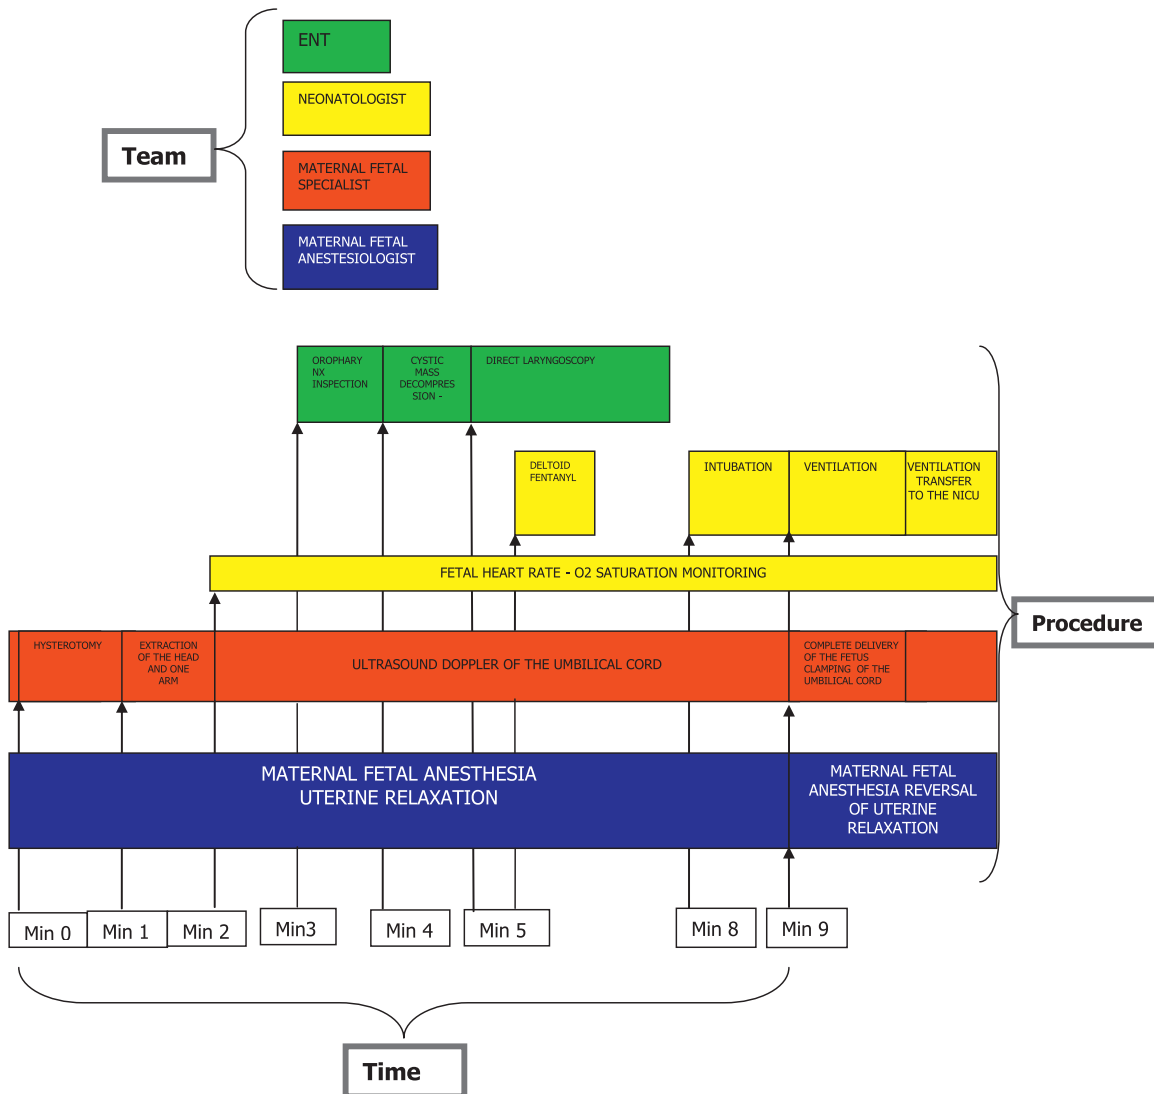 ENT
NEONATOLOGIST
Team
MATERNAL FETAL
SPECIALIST
MATERNAL FETAL
ANESTESIOLOGIST
OROPHARY
NX
INSPECTION
CYSTIC
MASS
DECOMPRES
SION -
DIRECT LARYNGOSCOPY
DELTOID
FENTANYL
INTUBATION
VENTILATION
VENTILATION
TRANSFER
TO THE NICU
FETAL HEART RATE - O2 SATURATION MONITORING
Procedure
HYSTEROTOMY
EXTRACTION
OF THE HEAD
AND ONE
ARM
ULTRASOUND DOPPLER OF THE UMBILICAL CORD
COMPLETE DELIVERY
OF THE FETUS
CLAMPING OF THE
UMBILICAL CORD
MATERNAL FETAL ANESTHESIA
UTERINE RELAXATION
MATERNAL FETAL
ANESTHESIA REVERSAL
OF UTERINE
RELAXATION
Min 0
Min 1
Min 2
Min3
Min 4
Min 5
Min 8
Min 9
Time